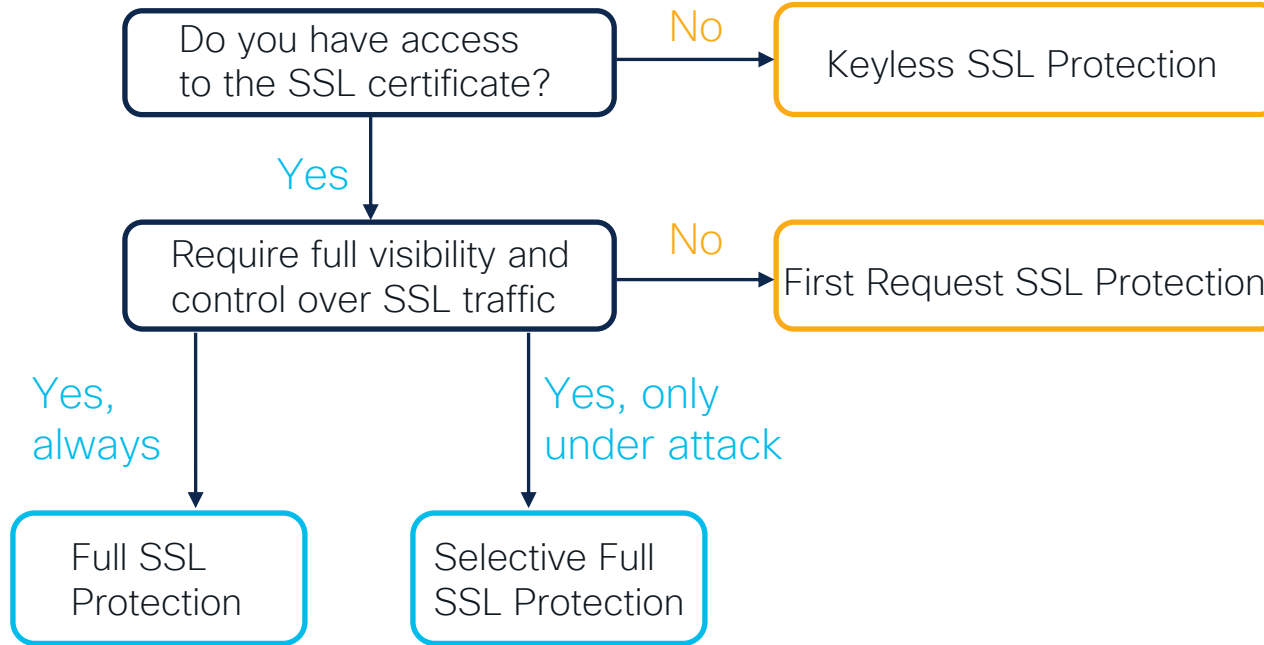 Do you have access
to the SSL certificate?
No
Keyless SSL Protection
Yes
Require full visibility and
control over SSL traffic
No
First Request SSL Protection
Yes,
always
Yes, only
under attack
Full SSL
Protection
Selective Full
SSL Protection